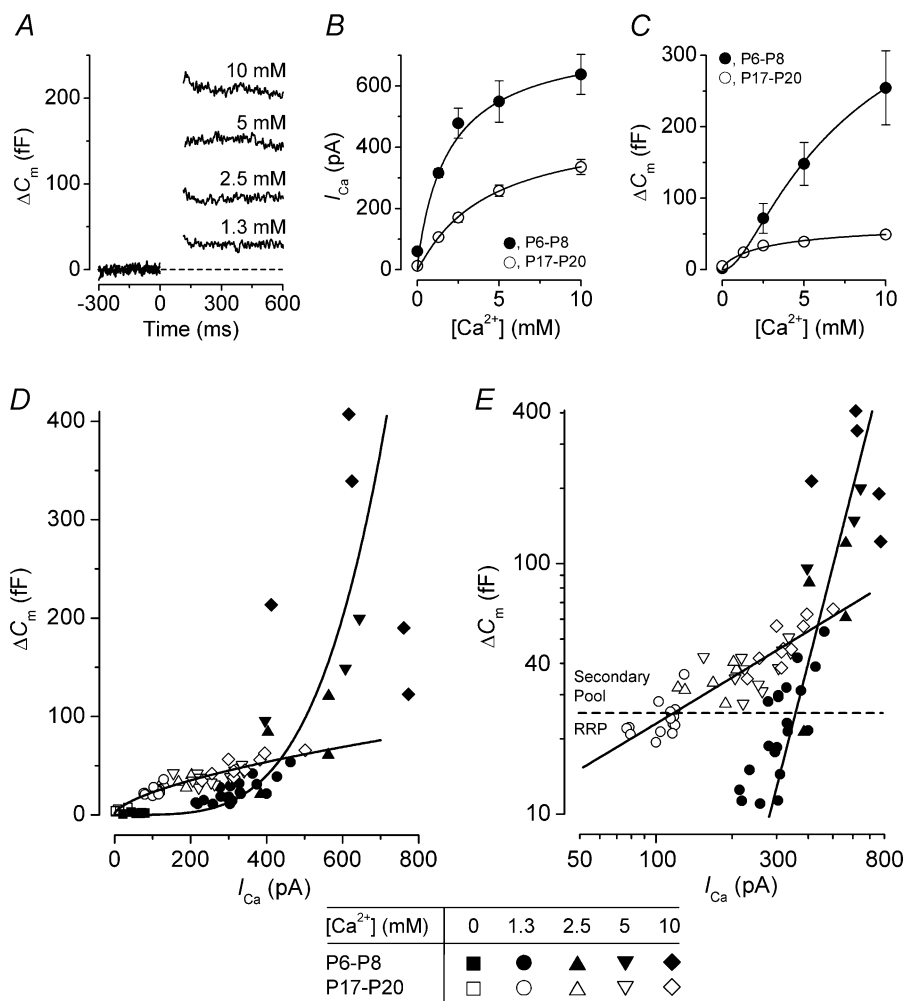 A
ΔCm (fF)
200
100
0
10 mM
5 mM
2.5 mM
1.3 mM
-300
0
300
600
Time (ms)
B
ICa (pA)
600
400
200
0
●, P6-P8
○, P17-P20
0
5
10
[Ca2+] (mM)
C
ΔCm (fF)
300
200
100
0
●, P6-P8
○, P17-P20
0
5
10
[Ca2+] (mM)
D
ΔCm (fF)
400
300
200
100
0
0
200
400
600
800
ICa (pA)
E
ΔCm (fF)
400
100
40
10
Secondary
Pool
RRP
50
100
300
800
ICa (pA)
[Ca2+] (mM) 0 1.3 2.5 5 10
P6-P8 ■ ● ▲ ▼ ◆
P17-P20 □ ○ △ ▽ ◇